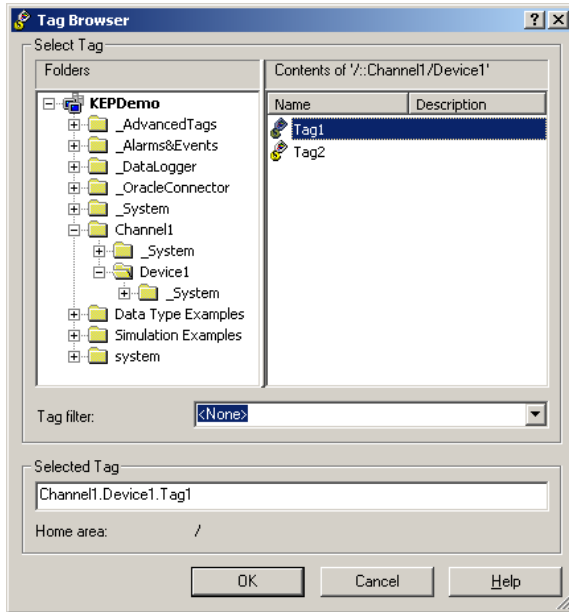 Tag Browser
Select Tag
Folders
Contents of '/::Channel1/Device1'
KEPDemo
_AdvancedTags
_Alarms&Events
_DataLogger
_OracleConnector
_System
Channel1
_System
Device1
_System
Data Type Examples
Simulation Examples
system
Name Description
Tag1
Tag2
Tag filter: <None>
Selected Tag
Channel1.Device1.Tag1
Home area: /
OK Cancel Help